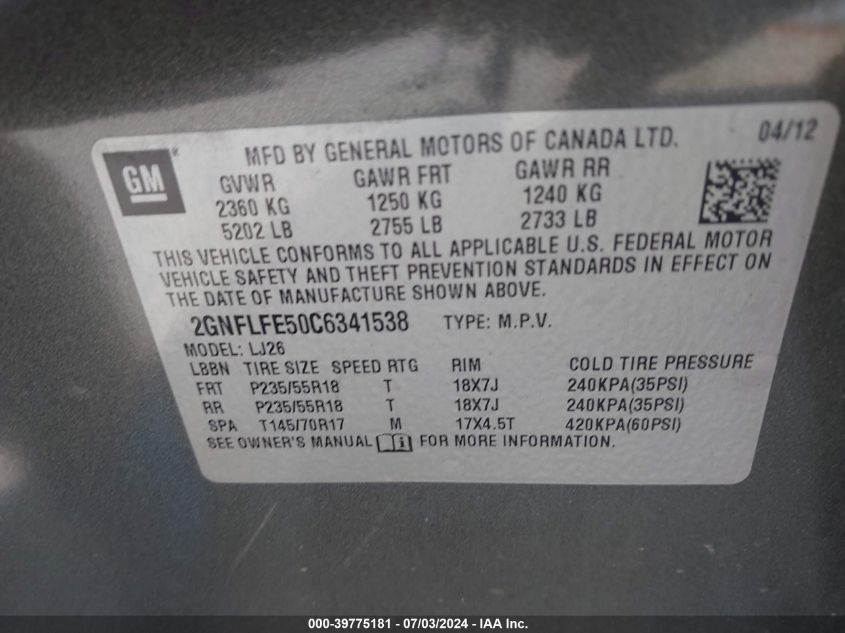 GM
MFD BY GENERAL MOTORS OF CANADA LTD. 04/12
GVWR GAWR FRT GAWR RR
2360 KG 1250 KG 1240 KG
5202 LB 2755 LB 2733 LB
THIS VEHICLE CONFORMS TO ALL APPLICABLE U.S. FEDERAL MOTOR
VEHICLE SAFETY AND THEFT PREVENTION STANDARDS IN EFFECT ON
THE DATE OF MANUFACTURE SHOWN ABOVE.
2GNFLFE50C6341538 TYPE: M.P.V.
MODEL: LJ26
LBBN TIRE SIZE SPEED RTG RIM COLD TIRE PRESSURE
FRT P235/55R18 T 18X7J 240KPA(35PSI)
RR P235/55R18 T 18X7J 240KPA(35PSI)
SPA T145/70R17 M 17X4.5T 420KPA(60PSI)
SEE OWNER'S MANUAL FOR MORE INFORMATION.
000-39775181 - 07/03/2024 - IAA Inc.